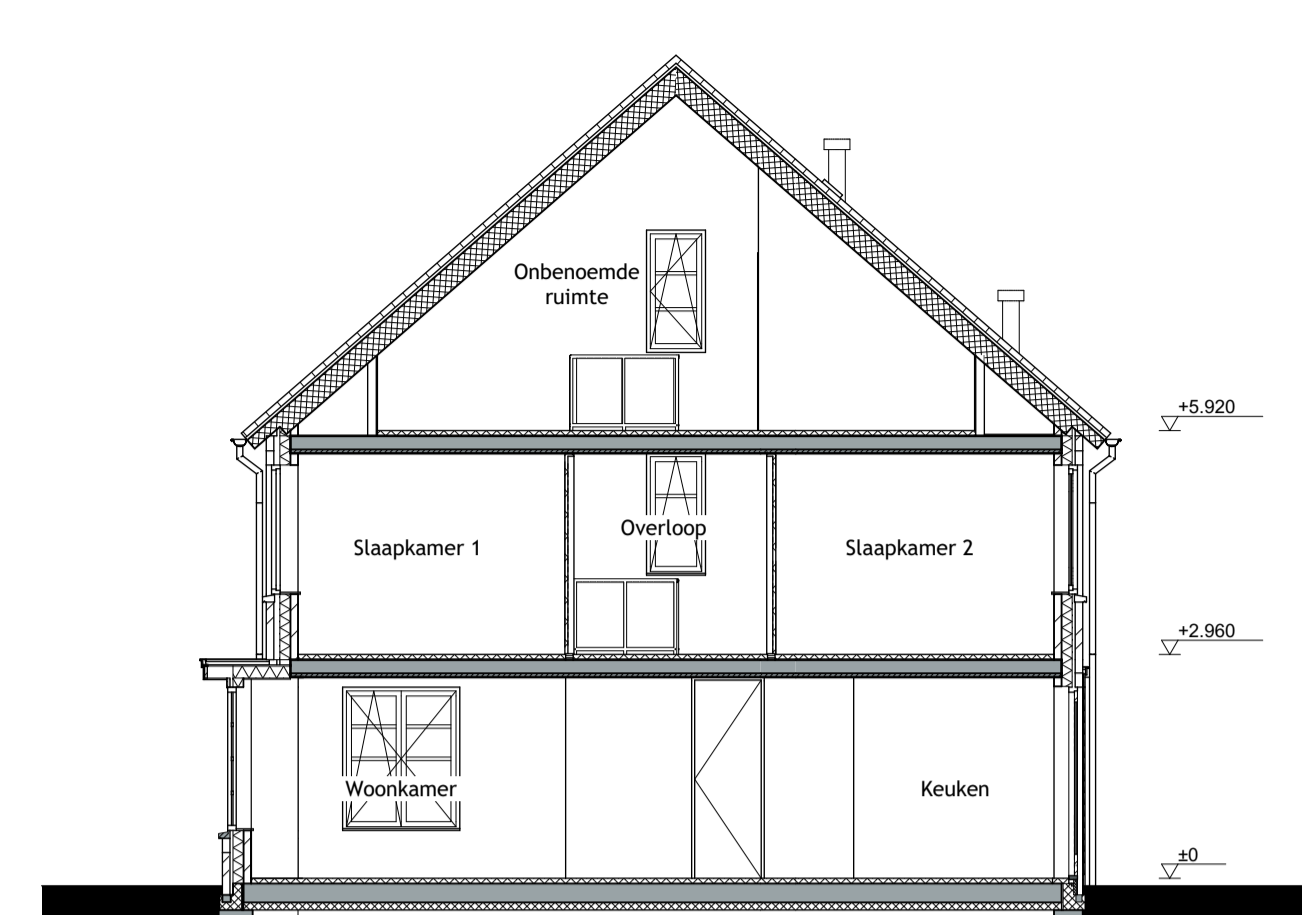 Onbenoemde
ruimte
+5.920
Overloop
Slaapkamer 1
Slaapkamer 2
+2.960
Woonkamer
Keuken
±0